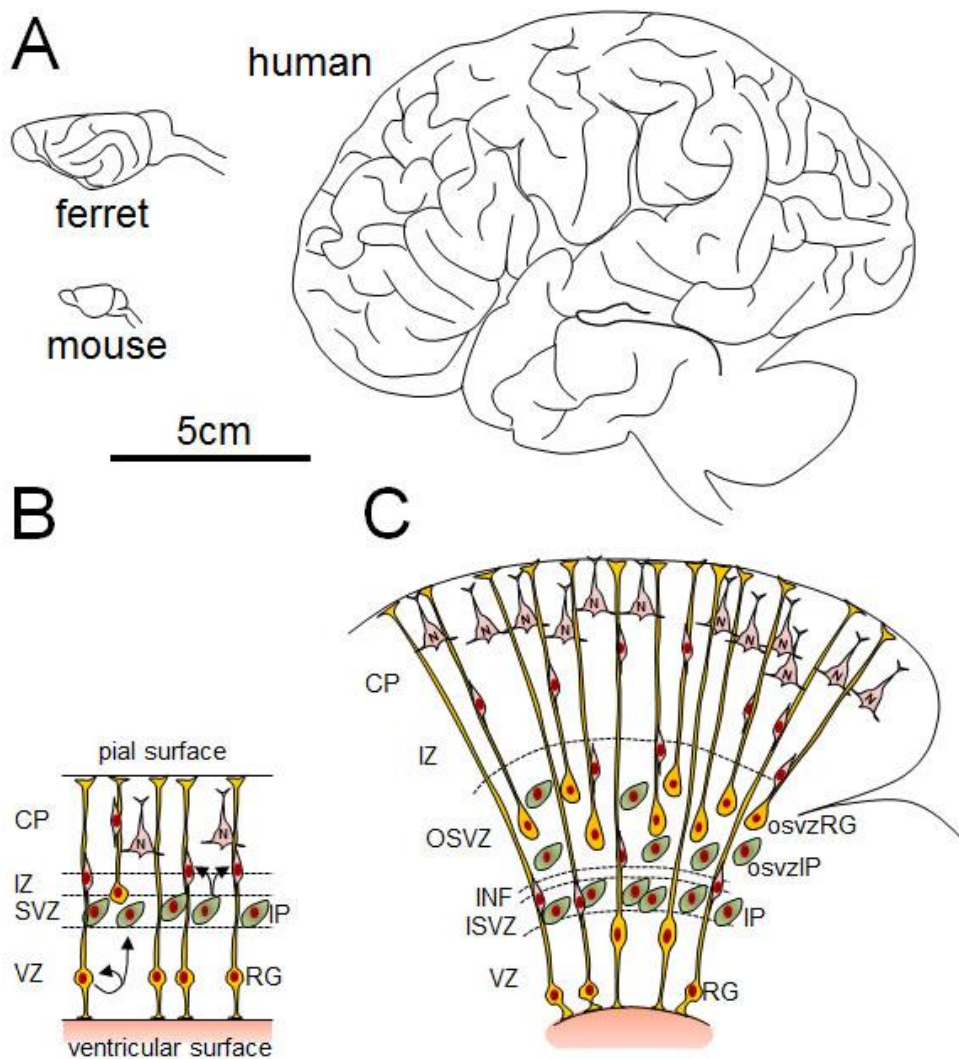 A
human
ferret
mouse
5cm
B
pial surface
CP
N
N
IZ
SVZ
IP
VZ
RG
ventricular surface
C
N
N
N
N
N
N
N
N
N
N
N
CP
IZ
OSVZ
osvzRG
osvzIP
INF
ISVZ
IP
VZ
RG